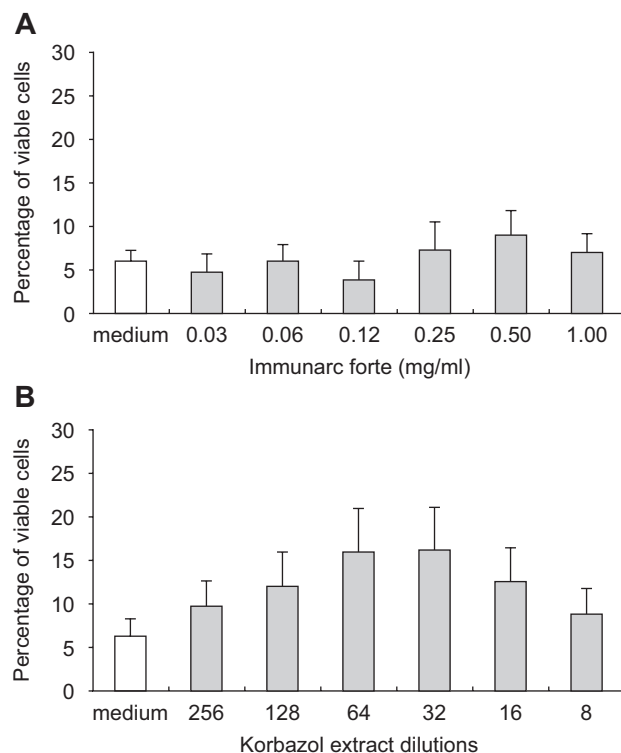 A
Percentage of viable cells
30
25
20
15
10
5
0
medium 0.03 0.06 0.12 0.25 0.50 1.00
Immunarc forte (mg/ml)
B
Percentage of viable cells
30
25
20
15
10
5
0
medium 256 128 64 32 16 8
Korbazol extract dilutions